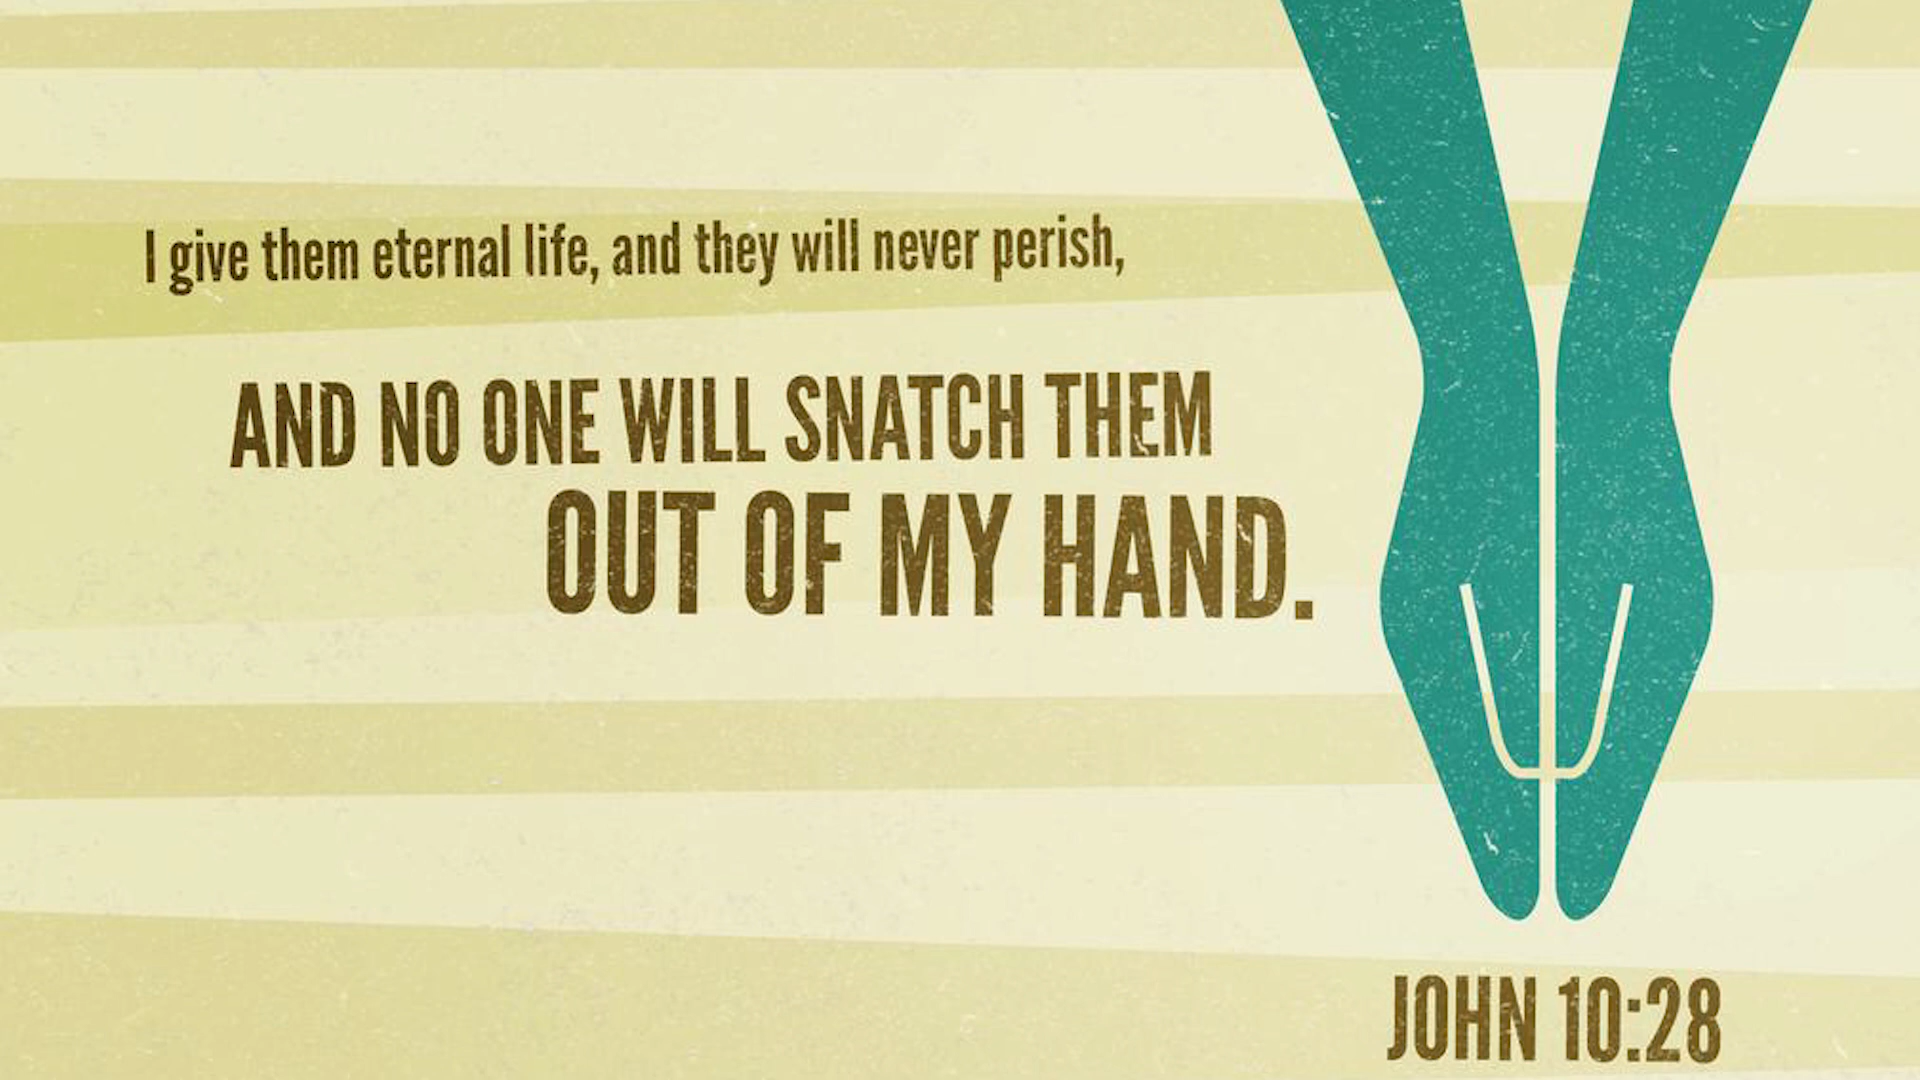 I give them eternal life, and they will never perish,
AND NO ONE WILL SNATCH THEM
OUT OF MY HAND.
JOHN 10:28